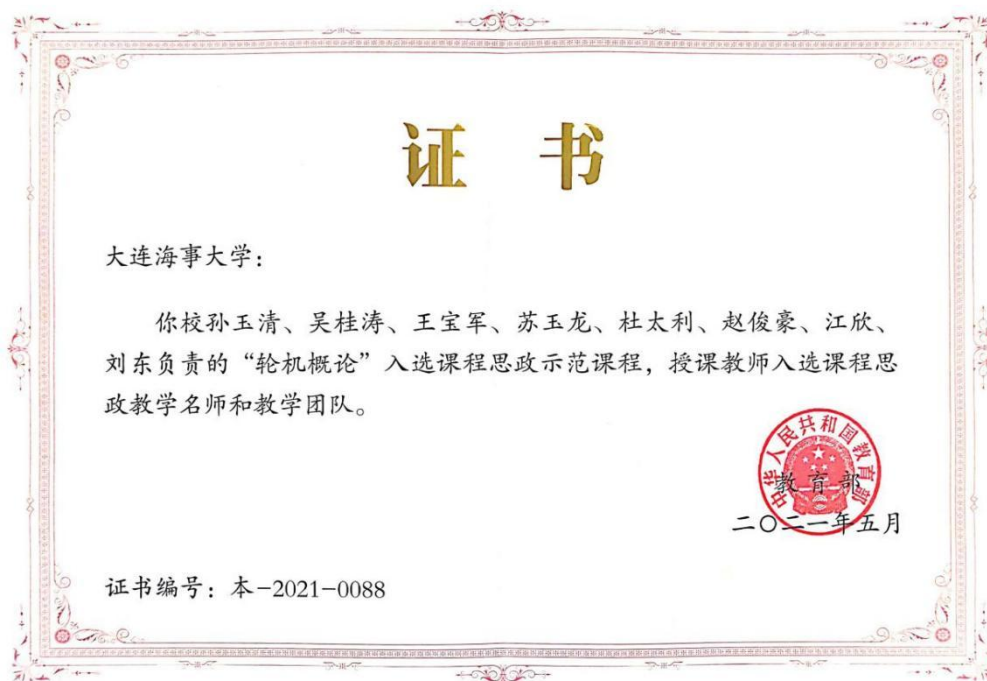 证书
大连海事大学：
你校孙玉清、吴桂涛、王宝军、苏玉龙、杜太利、赵俊豪、江欣、
刘东负责的“轮机概论”入选课程思政示范课程，授课教师入选课程思
政教学名师和教学团队。
中华人民共和国教育部
教育部
二〇二一年五月
证书编号：本-2021-0088